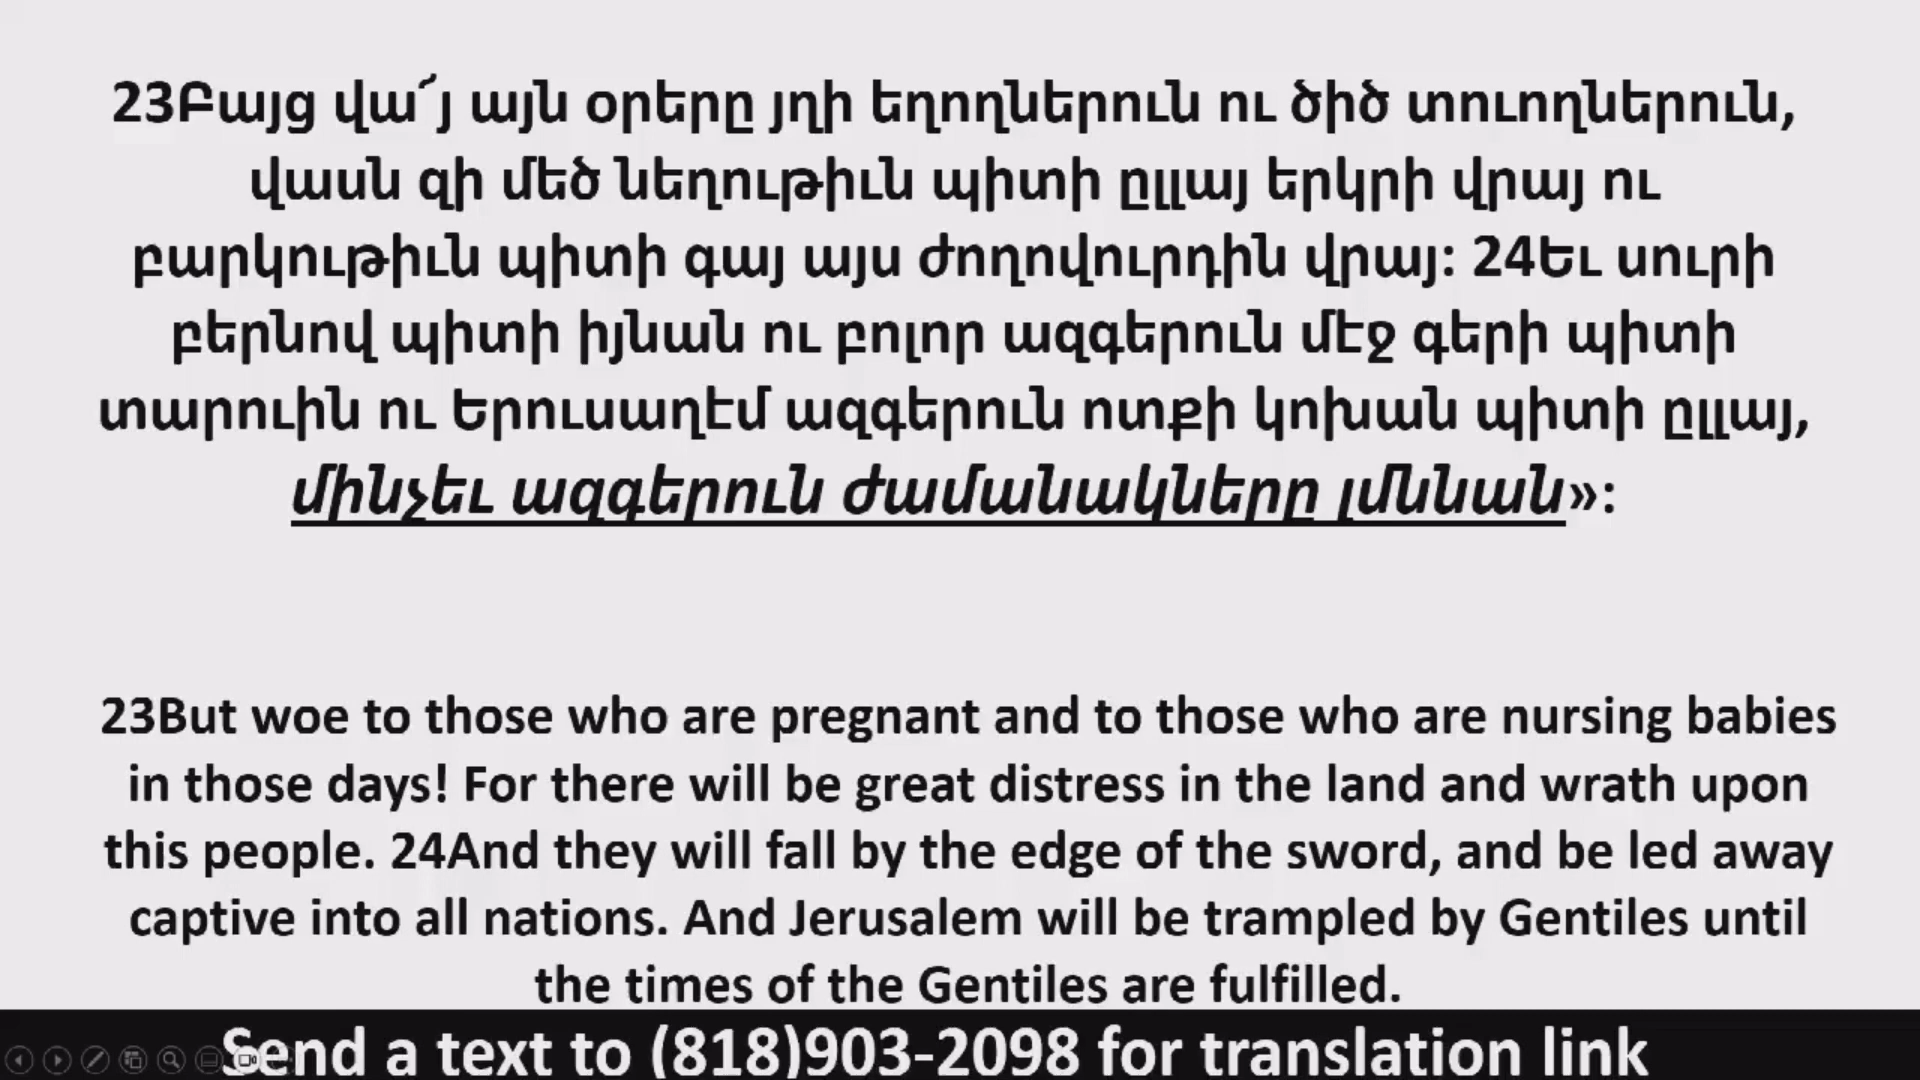 23Բայց վա՜յ այն օրերը յղի եղողներուն ու ծիծ տուողներուն,
վասն զի մեծ նեղութիւն պիտի ըլլայ երկրի վրայ ու
բարկութիւն պիտի գայ այս ժողովուրդին վրայ։ 24Եւ սուրի
բերնով պիտի իյնան ու բոլոր ազգերուն մէջ գերի պիտի
տարուին ու Երուսաղէմ ազգերուն ոտքի կոխան պիտի ըլլայ,
մինչեւ ազգերուն ժամանակները լմննան»։
23But woe to those who are pregnant and to those who are nursing babies
in those days! For there will be great distress in the land and wrath upon
this people. 24And they will fall by the edge of the sword, and be led away
captive into all nations. And Jerusalem will be trampled by Gentiles until
the times of the Gentiles are fulfilled.
Send a text to (818)903-2098 for translation link